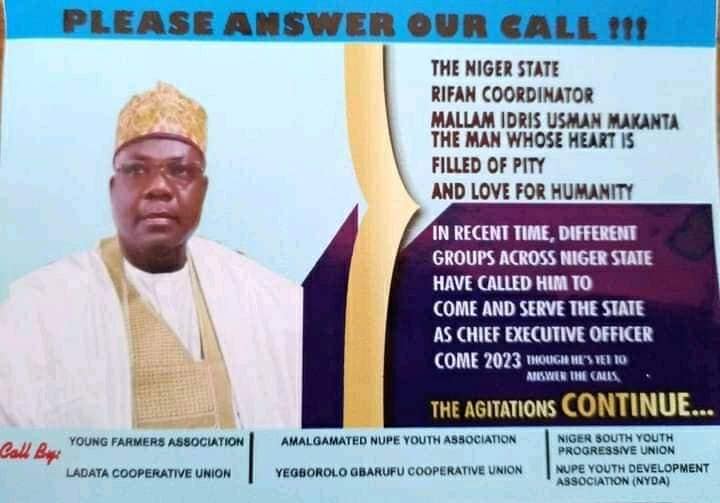 PLEASE ANSWER OUR CALL !!!
THE NIGER STATE
RIFAN COORDINATOR
MALLAM IDRIS USMAN MAKANTA
THE MAN WHOSE HEART IS
FILLED OF PITY
AND LOVE FOR HUMANITY
IN RECENT TIME, DIFFERENT
GROUPS ACROSS NIGER STATE
HAVE CALLED HIM TO
COME AND SERVE THE STATE
AS CHIEF EXECUTIVE OFFICER
COME 2023 THOUGH HE'S YET TO
ANSWER THE CALLS,
THE AGITATIONS CONTINUE...
Call By:
YOUNG FARMERS ASSOCIATION
LADATA COOPERATIVE UNION
AMALGAMATED NUPE YOUTH ASSOCIATION
YEGBOROLO GBARUFU COOPERATIVE UNION
NIGER SOUTH YOUTH
PROGRESSIVE UNION
NUPE YOUTH DEVELOPMENT
ASSOCIATION (NYDA)